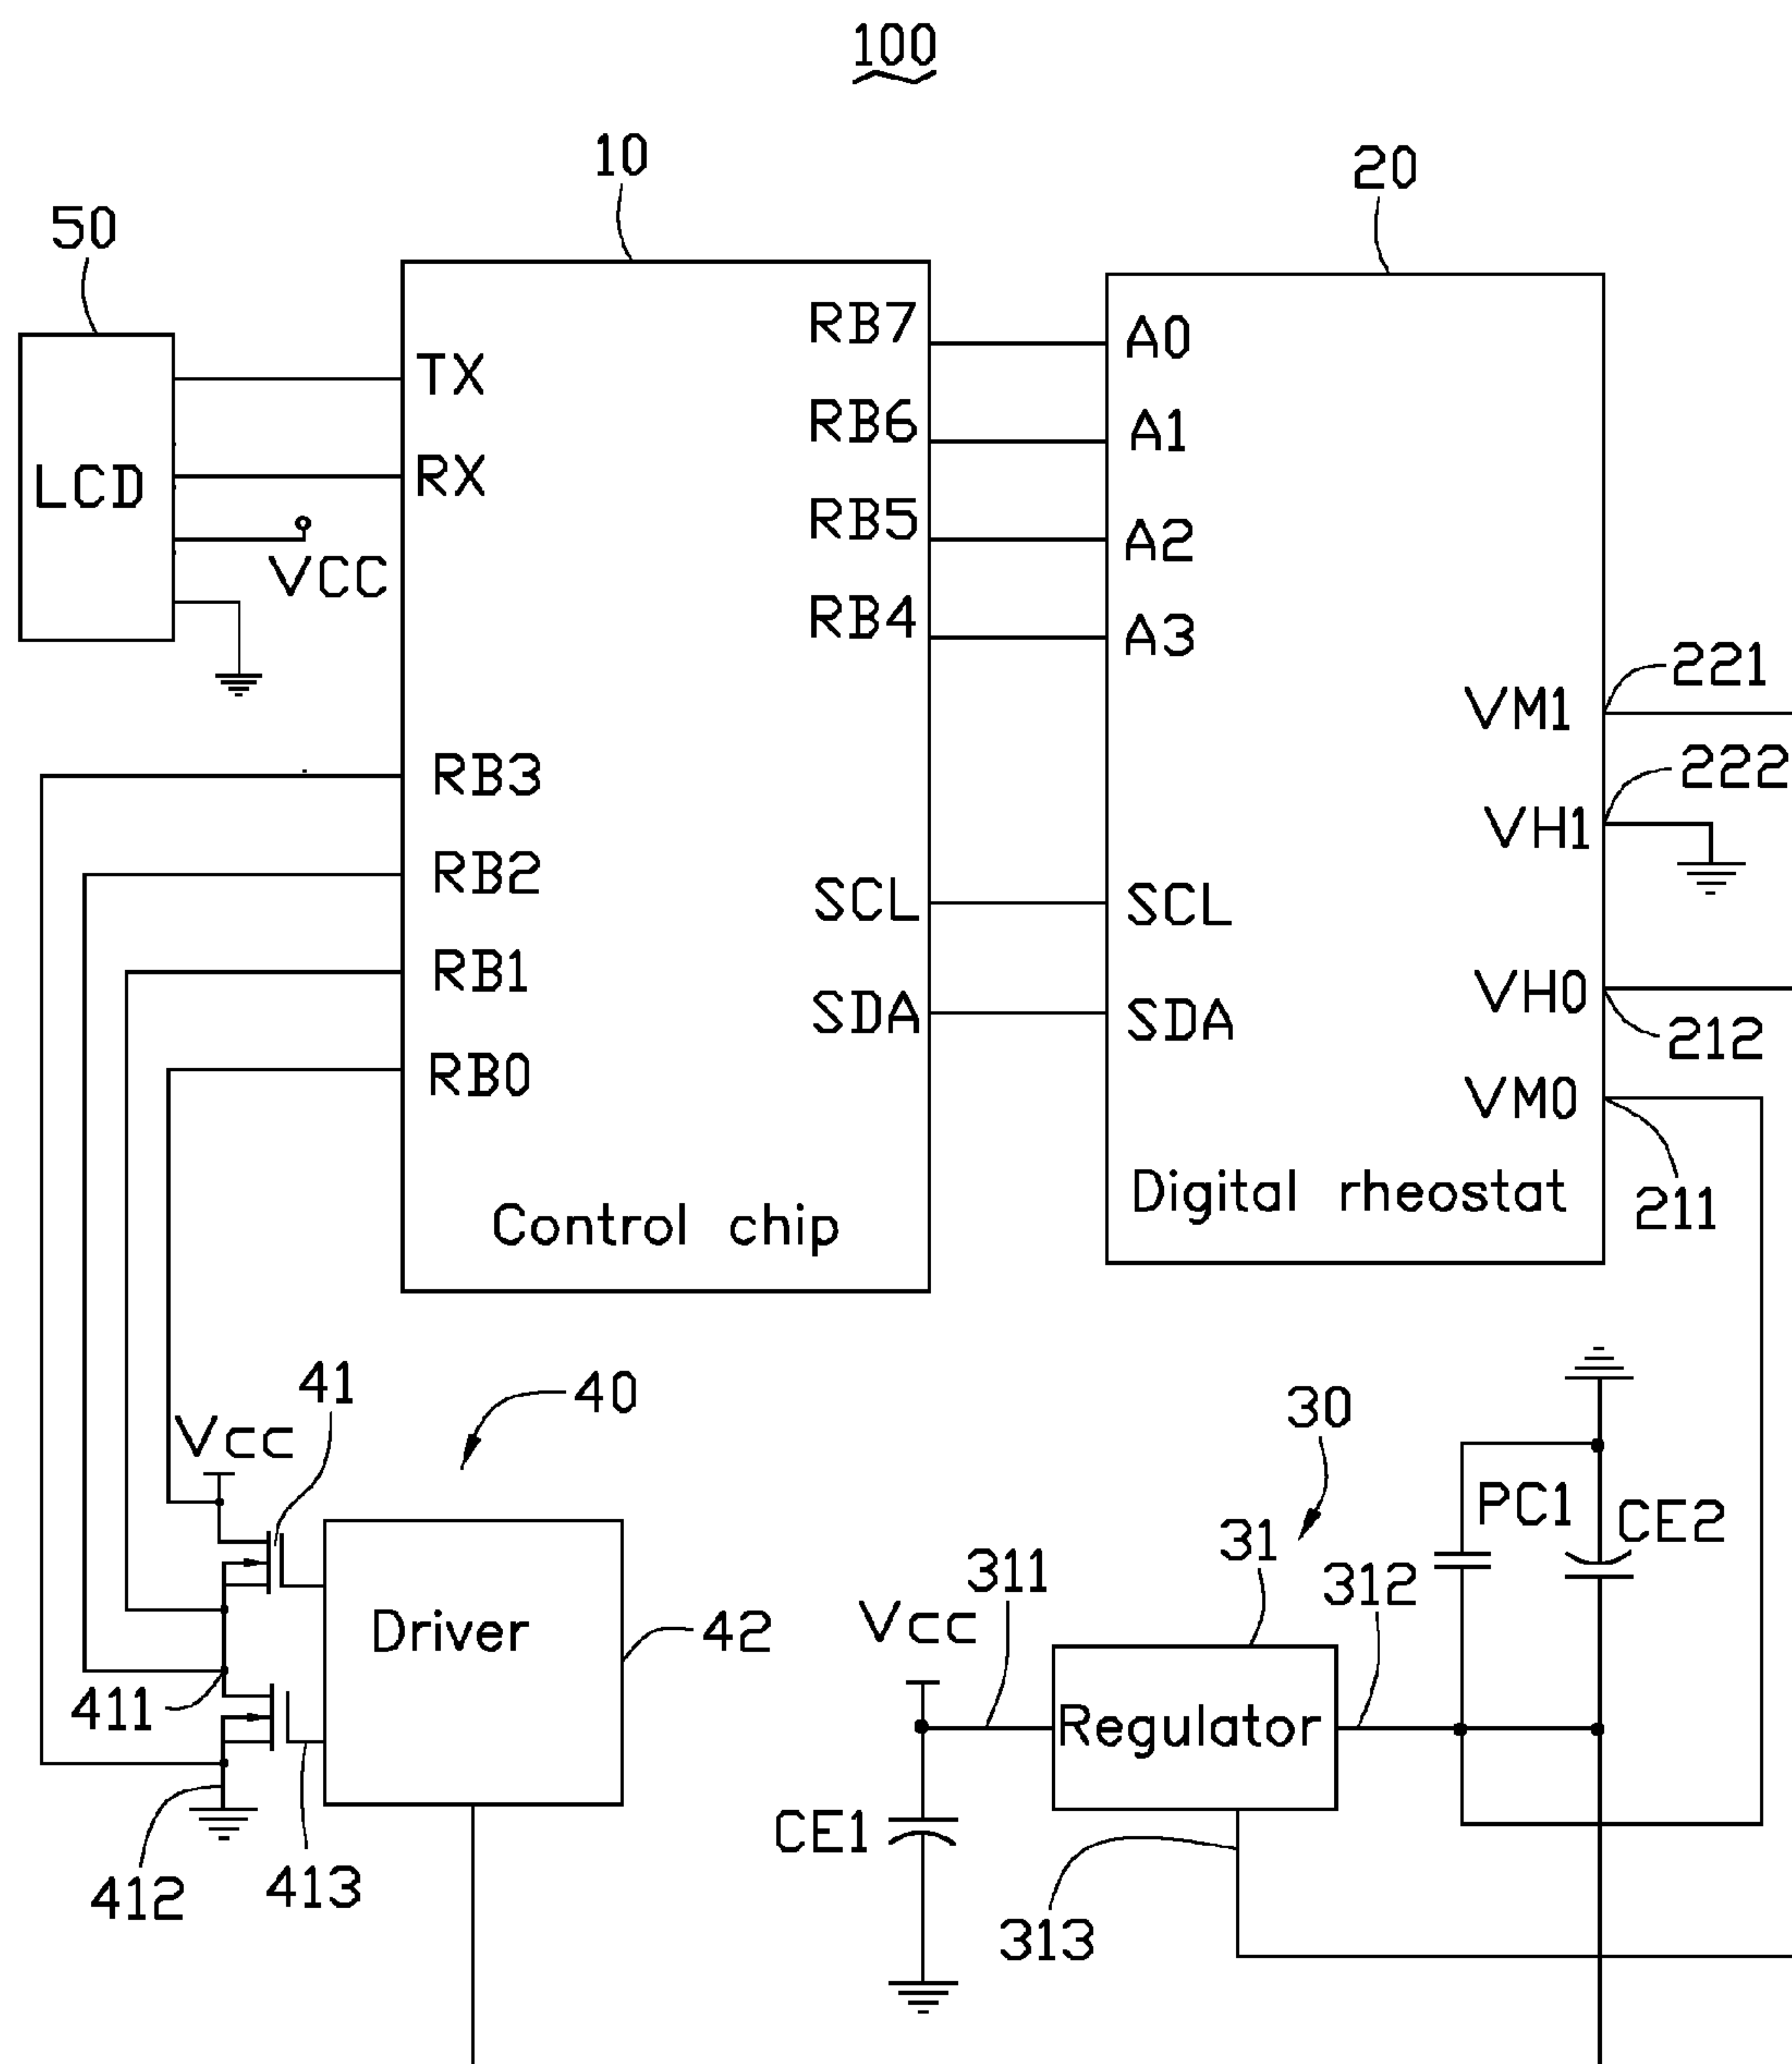 100
10
20
50
RB7
A0
TX
RB6
A1
RX
LCD
RB5
A2
VCC
RB4
A3
221
VM1
222
RB3
VH1
RB2
SCL
SCL
RB1
VH0
SDA
SDA
212
RB0
VM0
Digital rheostat
211
Control chip
41
40
30
Vcc
PC1
CE2
31
311
312
Driver
42
Vcc
411
Regulator
CE1
412
413
313